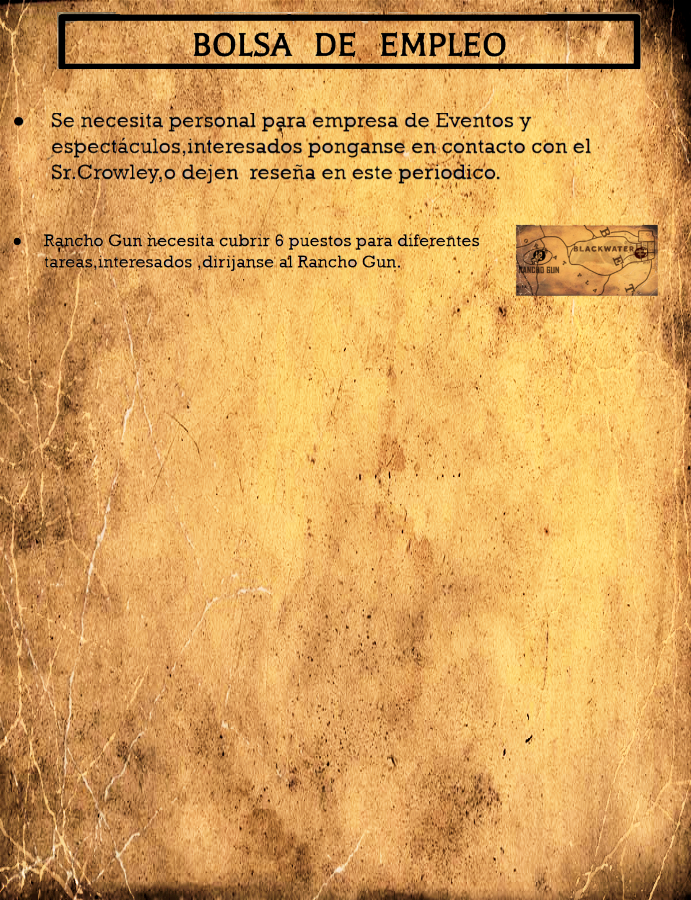 BOLSA DE EMPLEO
● Se necesita personal para empresa de Eventos y
espectáculos,interesados ponganse en contacto con el
Sr.Crowley,o dejen reseña en este periodico.
● Rancho Gun necesita cubrir 6 puestos para diferentes
tareas,interesados ,dirijanse al Rancho Gun.
BLACKWATER
RANCHO GUN